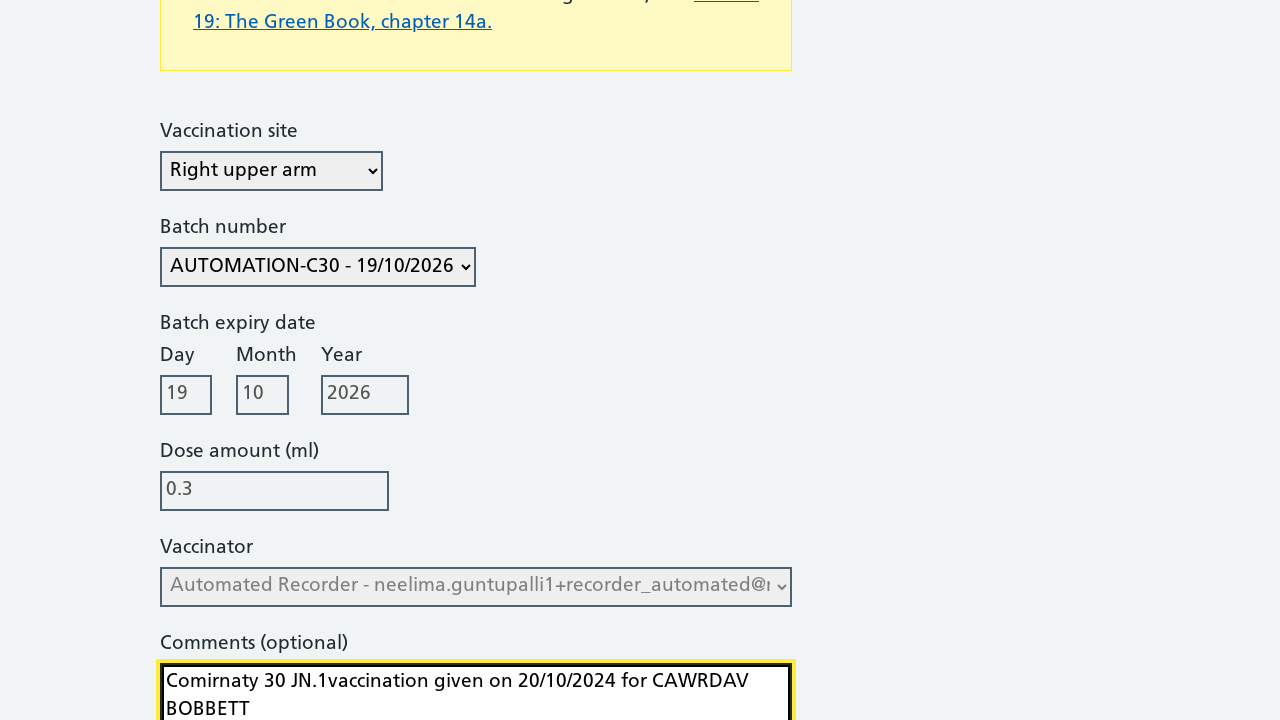 19: The Green Book, chapter 14a.
Vaccination site
Right upper arm
Batch number
AUTOMATION-C30 - 19/10/2026
Batch expiry date
Day Month Year
19 10 2026
Dose amount (ml)
0.3
Vaccinator
Automated Recorder - neelima.guntupalli1+recorder_automated@
Comments (optional)
Comirnaty 30 JN.1vaccination given on 20/10/2024 for CAWRDAV
BOBBETT